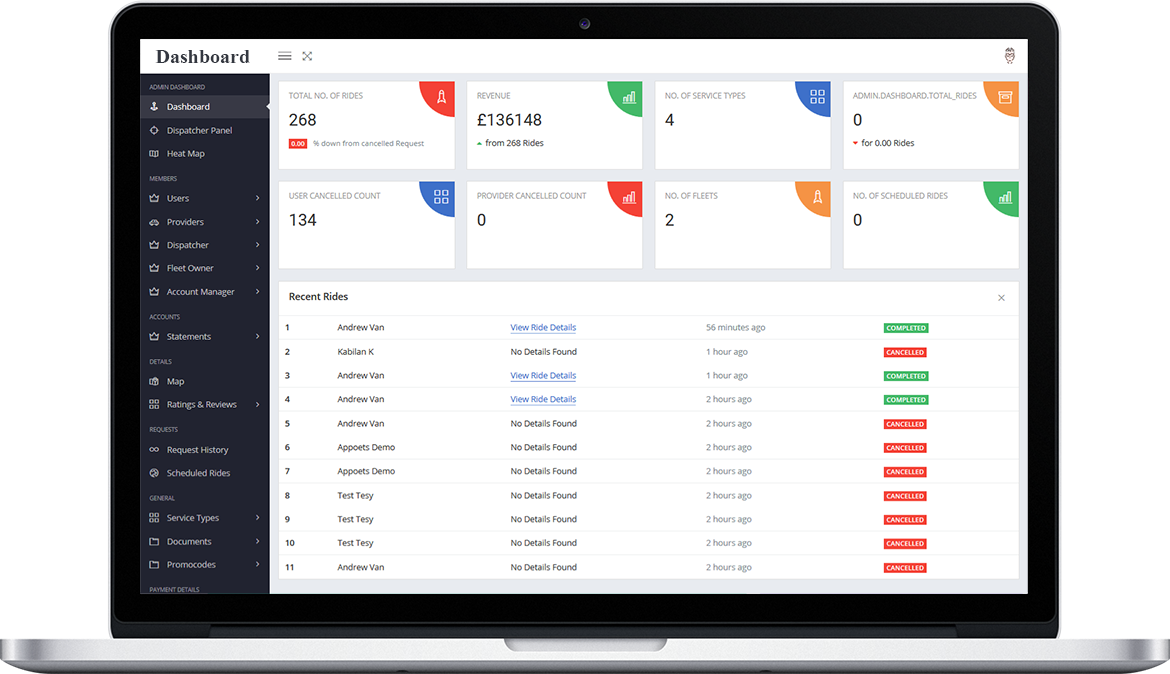 Dashboard
ADMIN DASHBOARD
Dashboard
Dispatcher Panel
Heat Map
MEMBERS
Users
Providers
Dispatcher
Fleet Owner
Account Manager
ACCOUNTS
Statements
DETAILS
Map
Ratings & Reviews
REQUESTS
Request History
Scheduled Rides
GENERAL
Service Types
Documents
Promocodes
PAYMENT DETAILS
TOTAL NO. OF RIDES
268
0.00 % down from cancelled Request
REVENUE
£136148
from 268 Rides
NO. OF SERVICE TYPES
4
ADMIN.DASHBOARD.TOTAL_RIDES
0
for 0.00 Rides
USER CANCELLED COUNT
134
PROVIDER CANCELLED COUNT
0
NO. OF FLEETS
2
NO. OF SCHEDULED RIDES
0
Recent Rides
1 Andrew Van View Ride Details 56 minutes ago COMPLETED
2 Kabilan K No Details Found 1 hour ago CANCELLED
3 Andrew Van View Ride Details 1 hour ago COMPLETED
4 Andrew Van View Ride Details 2 hours ago COMPLETED
5 Andrew Van No Details Found 2 hours ago CANCELLED
6 Appoets Demo No Details Found 2 hours ago CANCELLED
7 Appoets Demo No Details Found 2 hours ago CANCELLED
8 Test Tesy No Details Found 2 hours ago CANCELLED
9 Test Tesy No Details Found 2 hours ago CANCELLED
10 Test Tesy No Details Found 2 hours ago CANCELLED
11 Andrew Van No Details Found 2 hours ago CANCELLED